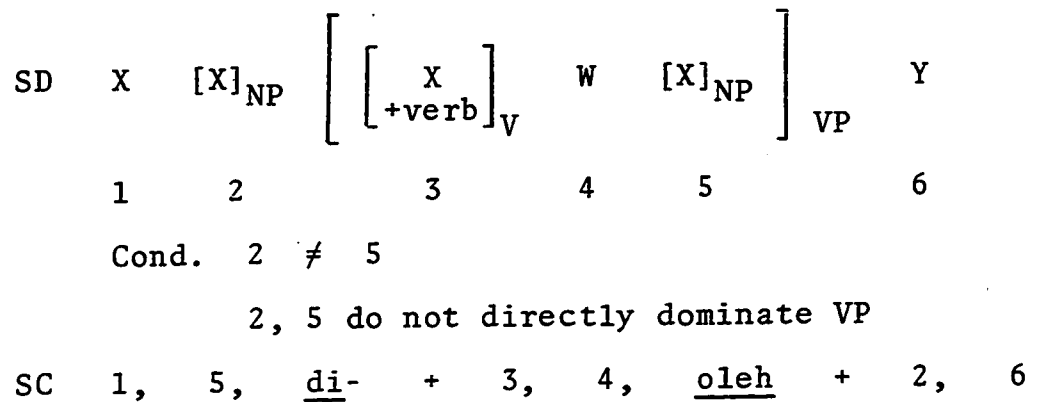 SD X [X]NP [ [ X +verb ]V W [X]NP ]VP Y
1 2 3 4 5 6
Cond. 2 ≠ 5
2, 5 do not directly dominate VP
SC 1, 5, di- + 3, 4, oleh + 2, 6